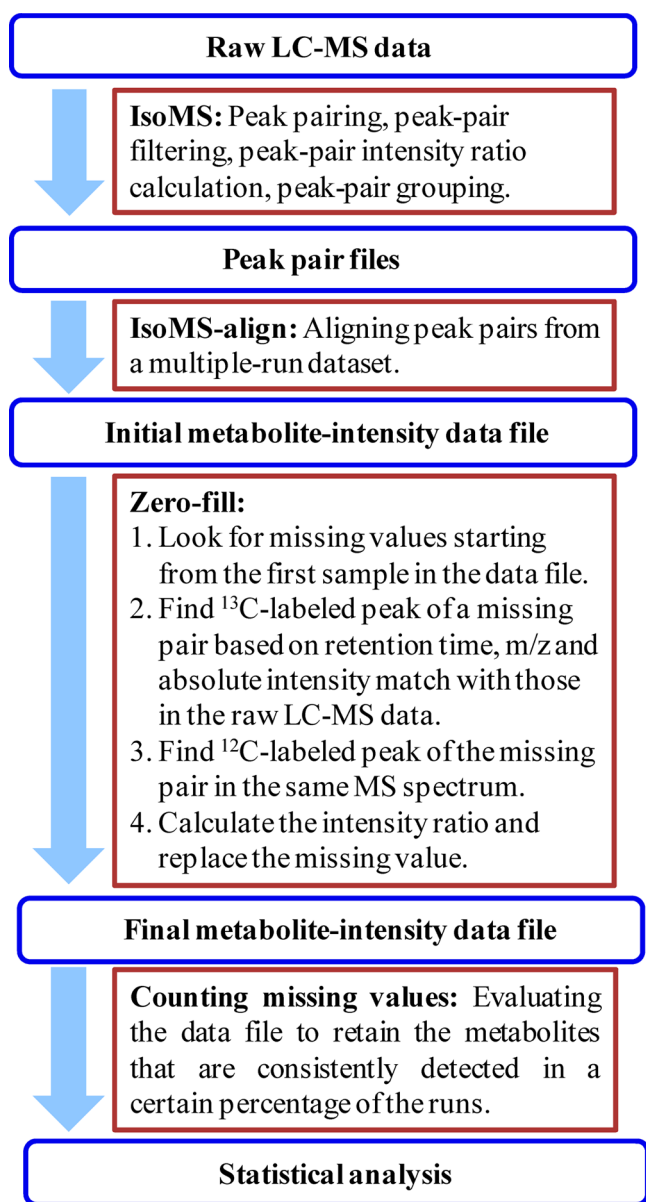 Raw LC-MS data
IsoMS: Peak pairing, peak-pair
filtering, peak-pair intensity ratio
calculation, peak-pair grouping.
Peak pair files
IsoMS-align: Aligning peak pairs from
a multiple-run dataset.
Initial metabolite-intensity data file
Zero-fill:
1. Look for missing values starting
from the first sample in the data file.
2. Find ¹³C-labeled peak of a missing
pair based on retention time, m/z and
absolute intensity match with those
in the raw LC-MS data.
3. Find ¹²C-labeled peak of the missing
pair in the same MS spectrum.
4. Calculate the intensity ratio and
replace the missing value.
Final metabolite-intensity data file
Counting missing values: Evaluating
the data file to retain the metabolites
that are consistently detected in a
certain percentage of the runs.
Statistical analysis